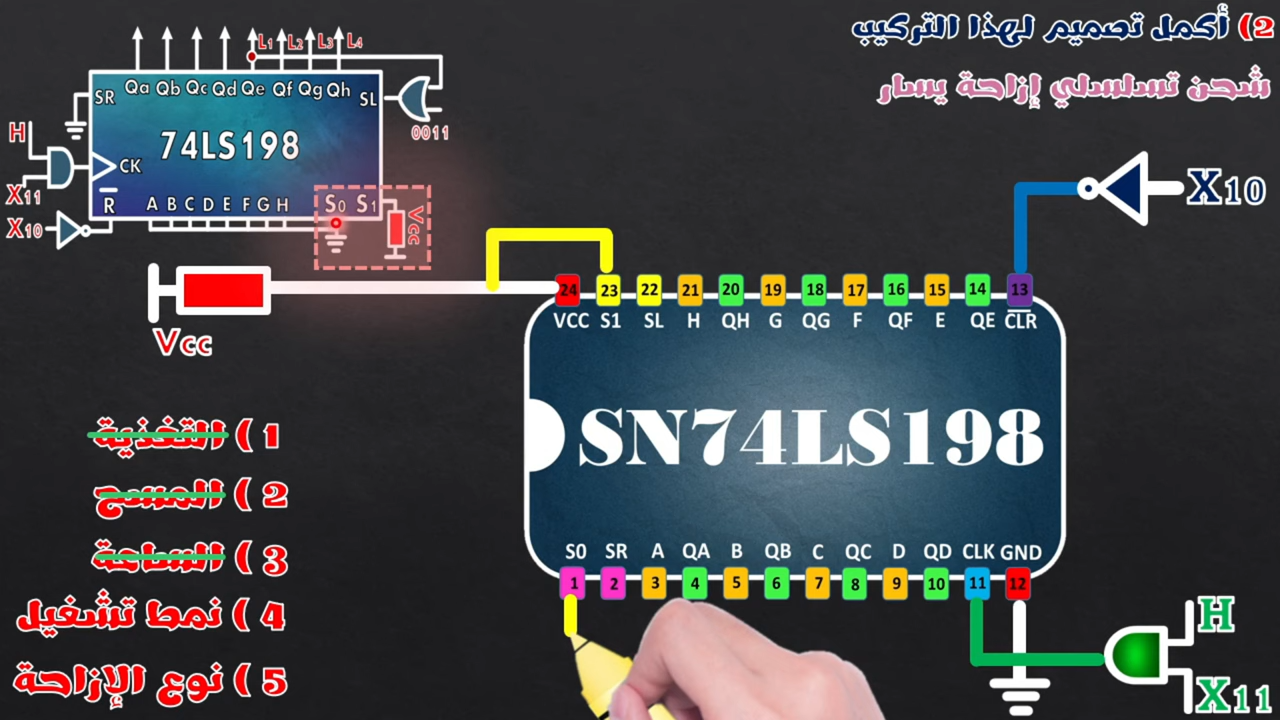 2) أكمل تصميم لهذا التركيب
شحن تسلسلي إزاحة يسار
L1 L2 L3 L4
SR Qa Qb Qc Qd Qe Qf Qg Qh SL
74LS198
H
CK
0011
X11
R A B C D E F G H S0 S1 Vcc
X10
X10
Vcc
24 23 22 21 20 19 18 17 16 15 14 13
VCC S1 SL H QH G QG F QF E QE CLR
SN74LS198
S0 SR A QA B QB C QC D QD CLK GND
1 2 3 4 5 6 7 8 9 10 11 12
H
X11
1 ) التغذية
2 ) المسح
3 ) الساعة
4 ) نمط تشغيل
5 ) نوع الإزاحة